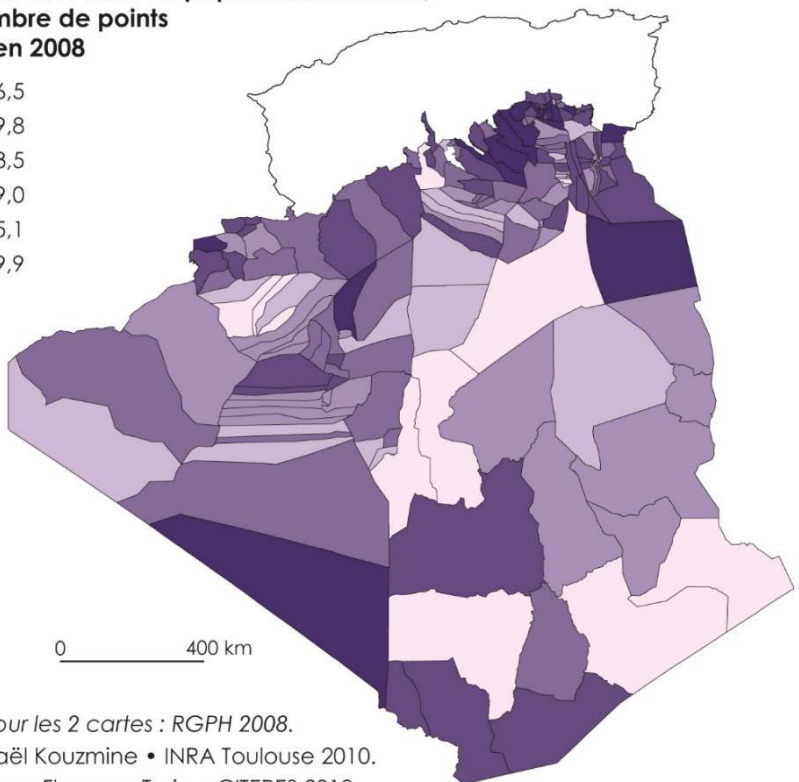 mbre de points
en 2008
6,5
9,8
8,5
9,0
5,1
9,9
0 400 km
our les 2 cartes : RGPH 2008.
aël Kouzmine • INRA Toulouse 2010.